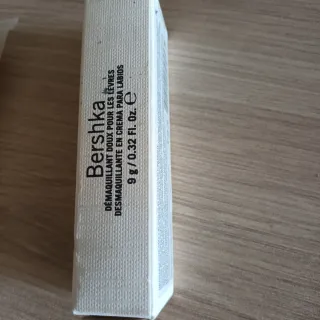 Bershka
DÉMAQUILLANT DOUX POUR LES LÈVRES
DESMAQUILLANTE EN CREMA PARA LABIOS
9 g / 0.32 Fl. Oz. ℮